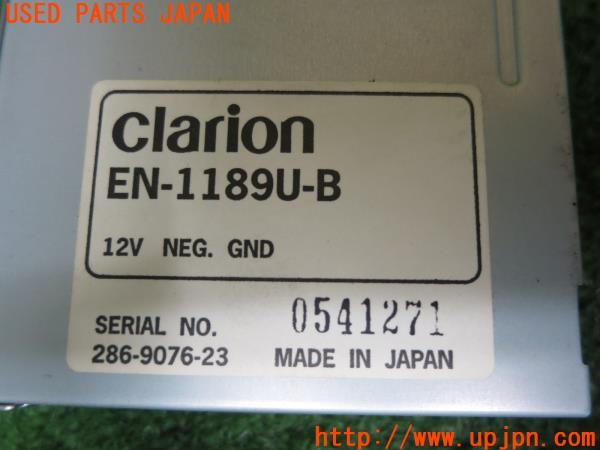 USED PARTS JAPAN
clarion
EN-1189U-B
12V NEG. GND
SERIAL NO. 0541271
286-9076-23 MADE IN JAPAN
http://www.upjpn.com